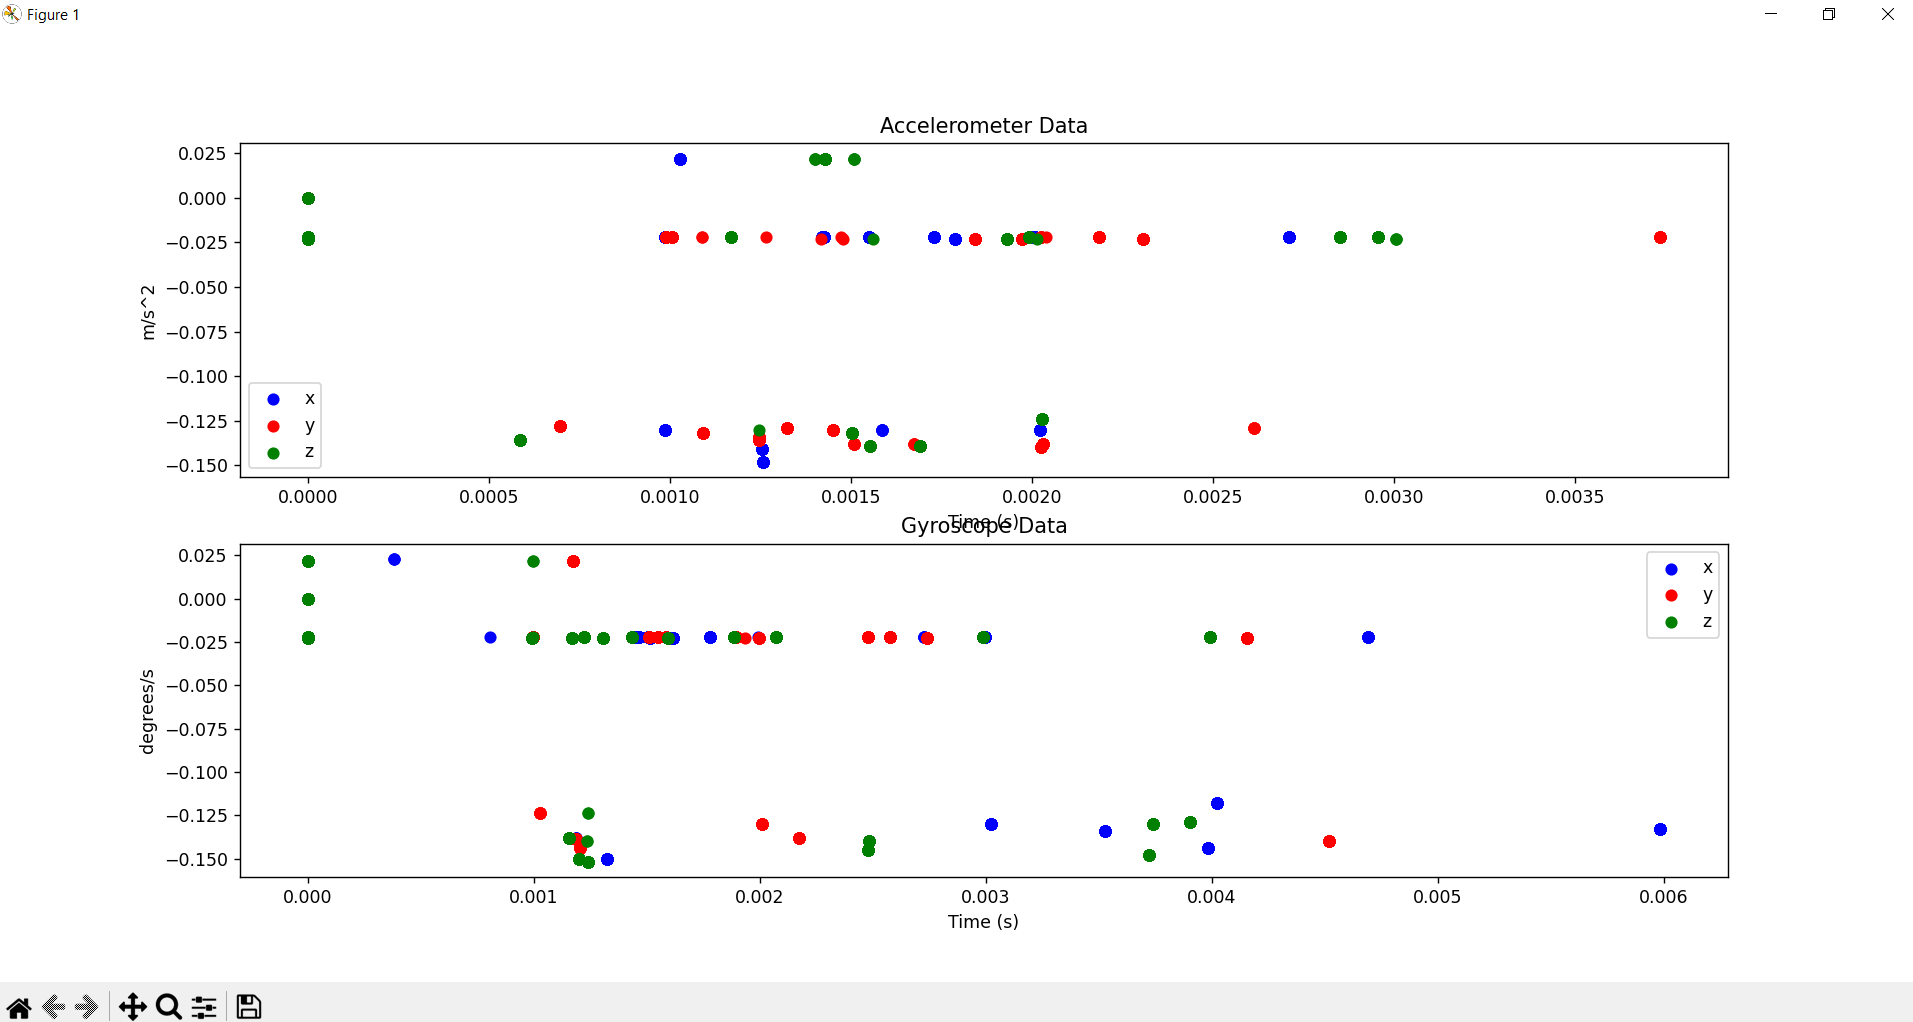 Figure 1
Accelerometer Data
0.025
0.000
−0.025
−0.050
−0.075
−0.100
−0.125
−0.150
m/s^2
x
y
z
0.0000 0.0005 0.0010 0.0015 0.0020 0.0025 0.0030 0.0035
Time (s)
Gyroscope Data
0.025
0.000
−0.025
−0.050
−0.075
−0.100
−0.125
−0.150
degrees/s
x
y
z
0.000 0.001 0.002 0.003 0.004 0.005 0.006
Time (s)